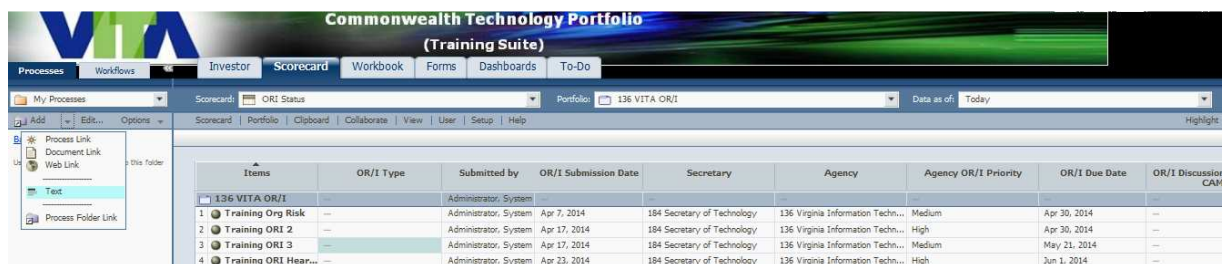 VITA
Commonwealth Technology Portfolio
(Training Suite)
Processes Workflows Investor Scorecard Workbook Forms Dashboards To-Do
My Processes Scorecard: ORI Status Portfolio: 136 VITA OR/I Data as of: Today
Add Edit... Options Scorecard | Portfolio | Clipboard | Collaborate | View | User | Setup | Help Highlight
Process Link
Document Link
Web Link this folder
Text
Process Folder Link
Items OR/I Type Submitted by OR/I Submission Date Secretary Agency Agency OR/I Priority OR/I Due Date OR/I Discussion
136 VITA OR/I -- Administrator, System -- -- -- -- -- --
1 Training Org Risk -- Administrator, System Apr 7, 2014 184 Secretary of Technology 136 Virginia Information Techn... Medium Apr 30, 2014 --
2 Training ORI 2 -- Administrator, System Apr 17, 2014 184 Secretary of Technology 136 Virginia Information Techn... High Apr 30, 2014 --
3 Training ORI 3 -- Administrator, System Apr 17, 2014 184 Secretary of Technology 136 Virginia Information Techn... Medium May 21, 2014 --
4 Training ORI Hear... -- Administrator, System Apr 23, 2014 184 Secretary of Technology 136 Virginia Information Techn... High Jun 1, 2014 --